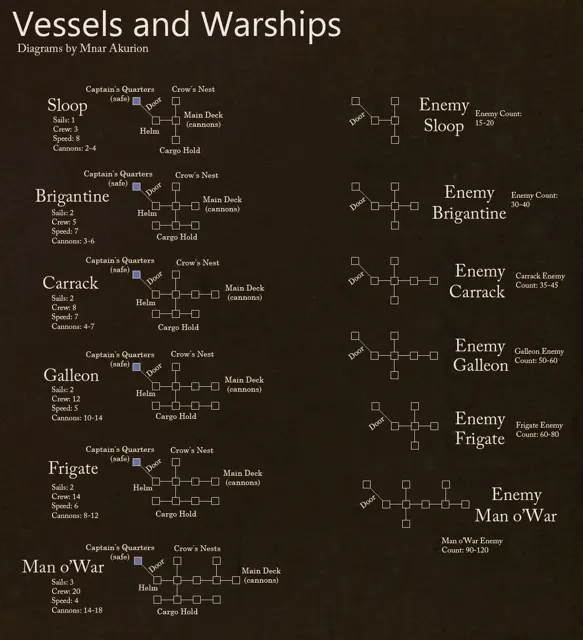 Vessels and Warships
Diagrams by Mnar Akurion
Captain's Quarters
(safe)
Door
Crow's Nest
Sloop
Sails: 1
Crew: 3
Speed: 8
Cannons: 2-4
Helm
Main Deck
(cannons)
Cargo Hold
Door
Enemy
Sloop
Enemy Count:
15-20
Captain's Quarters
(safe)
Door
Crow's Nest
Brigantine
Sails: 2
Crew: 5
Speed: 7
Cannons: 3-6
Helm
Main Deck
(cannons)
Cargo Hold
Door
Enemy
Brigantine
Enemy Count:
30-40
Captain's Quarters
(safe)
Door
Crow's Nest
Carrack
Sails: 2
Crew: 8
Speed: 7
Cannons: 4-7
Helm
Main Deck
(cannons)
Cargo Hold
Door
Enemy
Carrack
Carrack Enemy
Count: 35-45
Captain's Quarters
(safe)
Door
Crow's Nest
Galleon
Sails: 2
Crew: 12
Speed: 5
Cannons: 10-14
Helm
Main Deck
(cannons)
Cargo Hold
Door
Enemy
Galleon
Galleon Enemy
Count: 50-60
Captain's Quarters
(safe)
Door
Crow's Nest
Frigate
Sails: 2
Crew: 14
Speed: 6
Cannons: 8-12
Helm
Main Deck
(cannons)
Cargo Hold
Door
Enemy
Frigate
Frigate Enemy
Count: 60-80
Captain's Quarters
(safe)
Door
Crow's Nests
Man o'War
Sails: 3
Crew: 20
Speed: 4
Cannons: 14-18
Helm
Main Deck
(cannons)
Cargo Hold
Door
Enemy
Man o'War
Man o'War Enemy
Count: 90-120